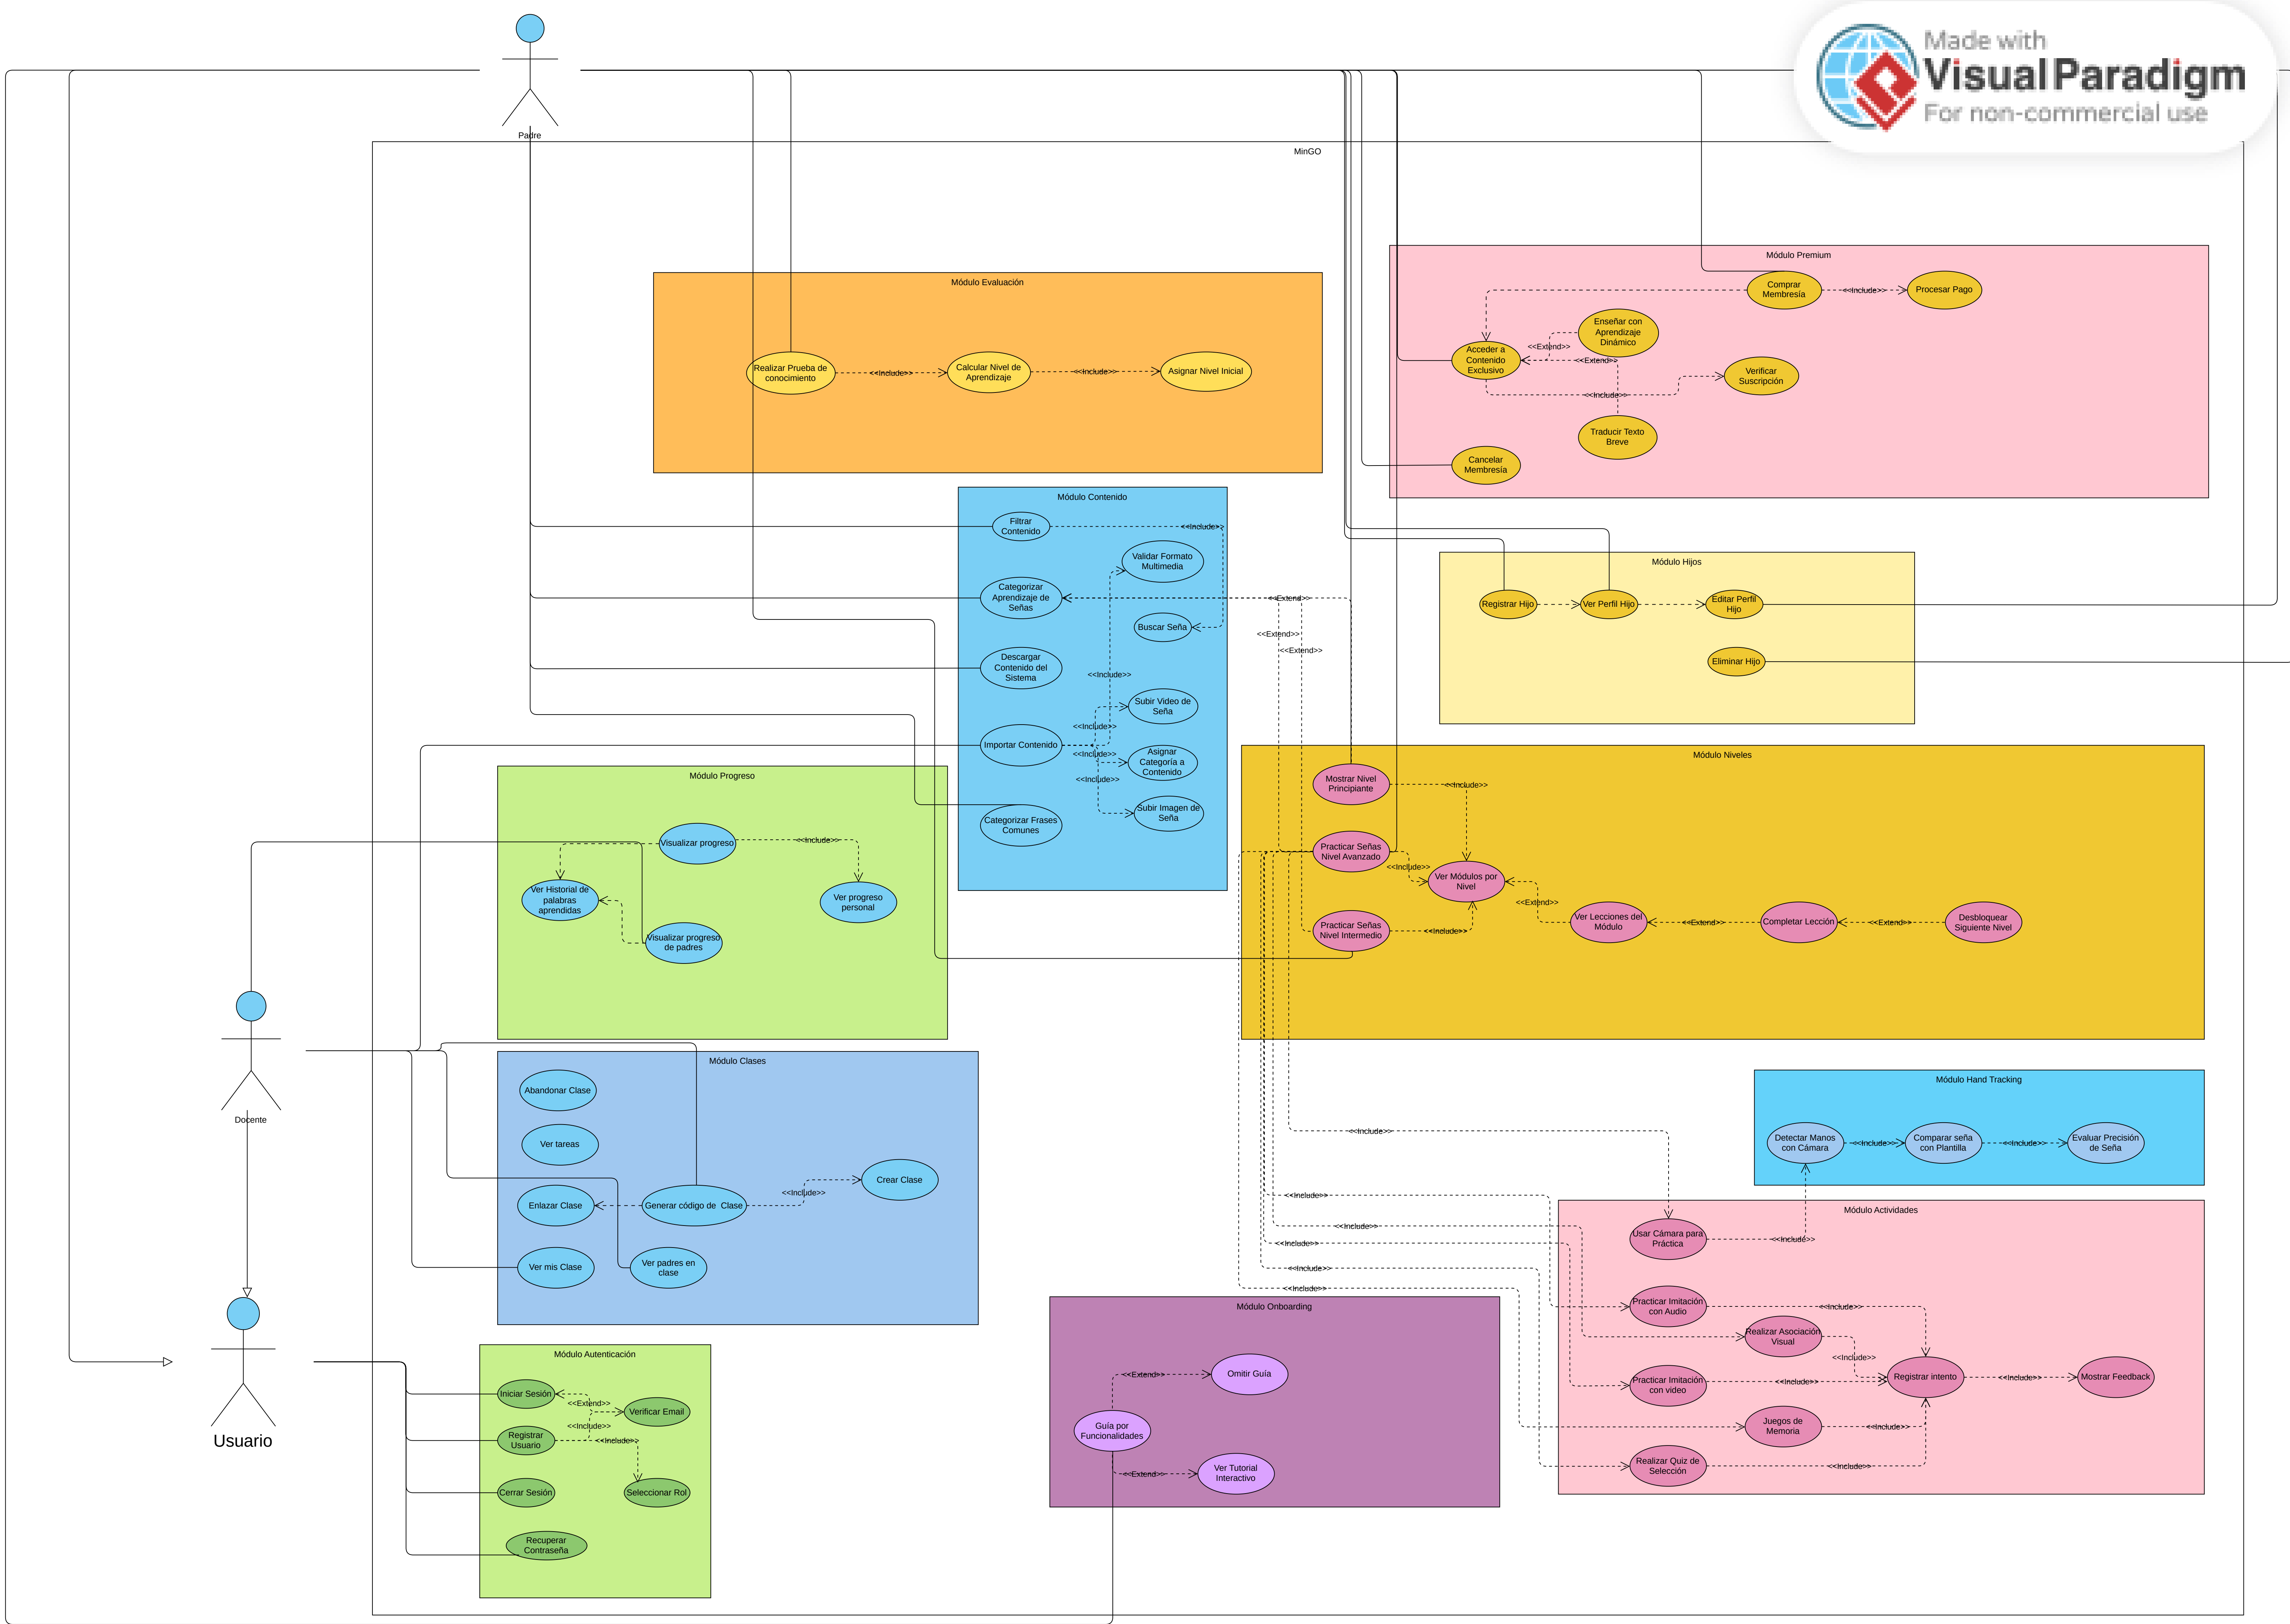 Made with
Visual Paradigm
For non-commercial use
Padre
MinGO
Módulo Evaluación
Realizar Prueba de
conocimiento
<<Include>>
Calcular Nivel de
Aprendizaje
<<Include>>
Asignar Nivel Inicial
Módulo Premium
Comprar
Membresía
<<Include>>
Procesar Pago
Enseñar con
Aprendizaje
Dinámico
<<Extend>>
Acceder a
Contenido
Exclusivo
<<Extend>>
Verificar
Suscripción
<<Include>>
Traducir Texto
Breve
Cancelar
Membresía
Módulo Contenido
Filtrar
Contenido
<<Include>>
Validar Formato
Multimedia
Categorizar
Aprendizaje de
Señas
<<Extend>>
Buscar Seña
<<Extend>>
<<Extend>>
Descargar
Contenido del
Sistema
<<Include>>
Subir Video de
Seña
<<Include>>
Importar Contenido
<<Include>>
Asignar
Categoría a
Contenido
<<Include>>
Subir Imagen de
Seña
Categorizar Frases
Comunes
Módulo Hijos
Registrar Hijo
Ver Perfil Hijo
Editar Perfil
Hijo
Eliminar Hijo
Módulo Progreso
Visualizar progreso
<<Include>>
Ver Historial de
palabras
aprendidas
Ver progreso
personal
Visualizar progreso
de padres
Módulo Niveles
Mostrar Nivel
Principiante
<<Include>>
Practicar Señas
Nivel Avanzado
<<Include>>
Ver Módulos por
Nivel
<<Extend>>
Ver Lecciones del
Módulo
<<Extend>>
Completar Lección
<<Extend>>
Desbloquear
Siguiente Nivel
Practicar Señas
Nivel Intermedio
<<Include>>
Docente
Módulo Clases
Abandonar Clase
Ver tareas
Crear Clase
<<Include>>
Enlazar Clase
Generar código de  Clase
Ver mis Clase
Ver padres en
clase
Módulo Hand Tracking
Detectar Manos
con Cámara
<<Include>>
Comparar seña
con Plantilla
<<Include>>
Evaluar Precisión
de Seña
<<Include>>
<<Include>>
<<Include>>
<<Include>>
<<Include>>
<<Include>>
Módulo Actividades
Usar Cámara para
Práctica
<<Include>>
Practicar Imitación
con Audio
<<Include>>
Realizar Asociación
Visual
<<Include>>
Practicar Imitación
con video
<<Include>>
Registrar intento
<<Include>>
Mostrar Feedback
Juegos de
Memoria
<<Include>>
Realizar Quiz de
Selección
<<Include>>
Usuario
Módulo Autenticación
Iniciar Sesión
<<Extend>>
Verificar Email
<<Include>>
Registrar
Usuario
<<Include>>
Cerrar Sesión
Seleccionar Rol
Recuperar
Contraseña
Módulo Onboarding
<<Extend>>
Omitir Guía
Guía por
Funcionalidades
<<Extend>>
Ver Tutorial
Interactivo